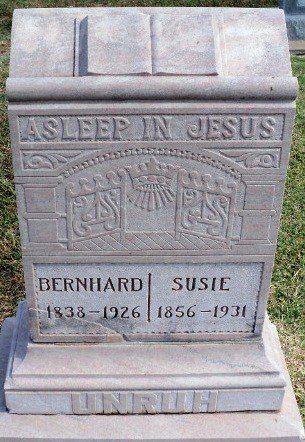 ASLEEP IN JESUS
BERNHARD SUSIE
1838-1926 1856-1931
UNRUH